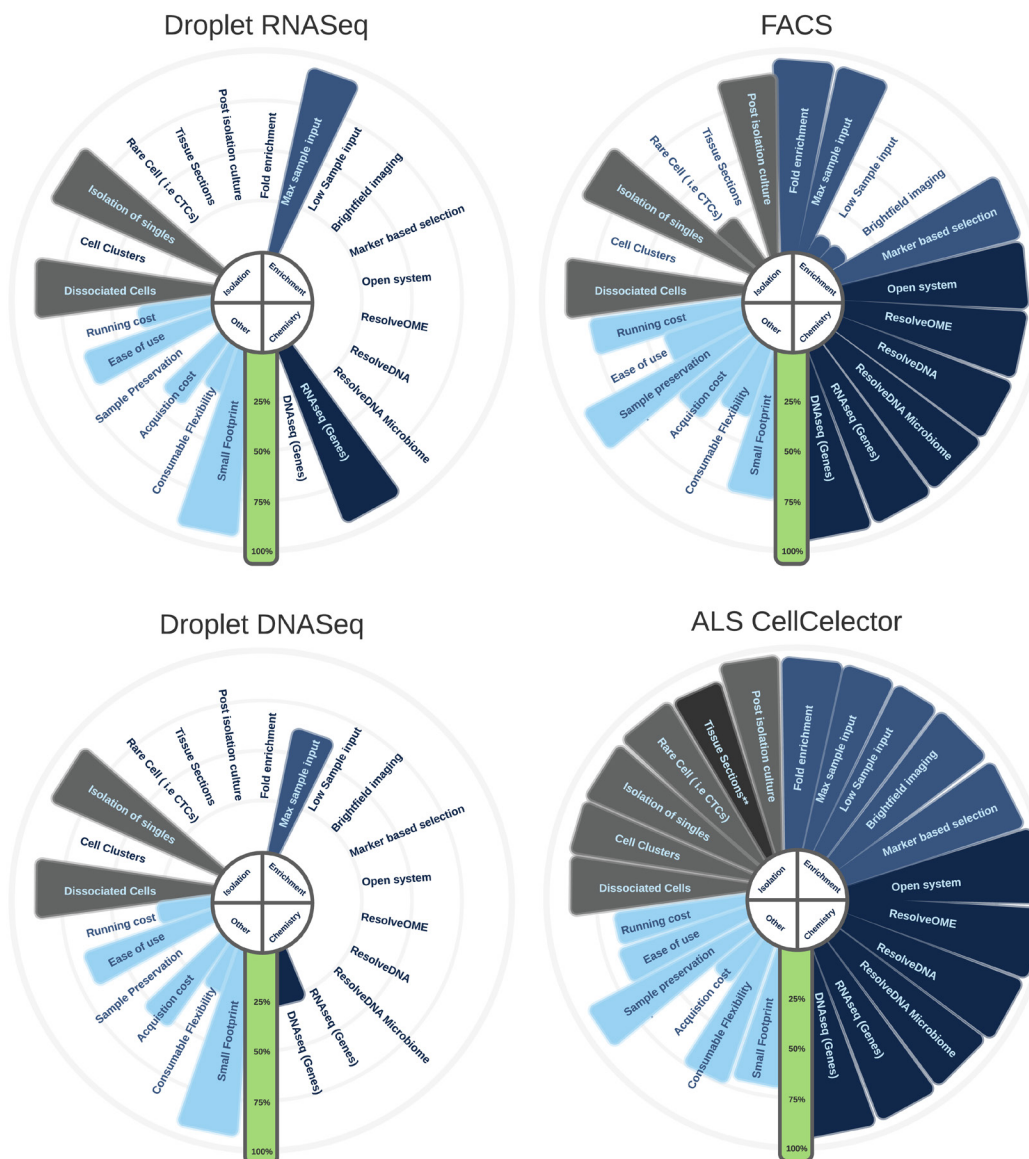 Droplet RNASeq
Post isolation culture
Fold enrichment
Max sample input
Low Sample input
Brightfield imaging
Marker based selection
Open system
ResolveOME
ResolveDNA
ResolveDNA Microbiome
RNAseq (Genes)
DNAseq (Genes)
Small Footprint
Consumable Flexibility
Acquistion cost
Sample Preservation
Ease of use
Running cost
Dissociated Cells
Cell Clusters
Isolation of singles
Rare Cell ( i.e CTCs)
Tissue Sections
Isolation
Enrichment
Other
Chemistry
25%
50%
75%
100%
FACS
Post isolation culture
Fold enrichment
Max sample input
Low Sample input
Brightfield imaging
Marker based selection
Open system
ResolveOME
ResolveDNA
ResolveDNA Microbiome
RNAseq (Genes)
DNAseq (Genes)
Small Footprint
Consumable Flexibility
Acquistion cost
Sample preservation
Ease of use
Running cost
Dissociated Cells
Cell Clusters
Isolation of singles
Rare Cell ( i.e CTCs)
Tissue Sections
Isolation
Enrichment
Other
Chemistry
25%
50%
75%
100%
Droplet DNASeq
Post isolation culture
Fold enrichment
Max sample input
Low Sample input
Brightfield imaging
Marker based selection
Open system
ResolveOME
ResolveDNA
ResolveDNA Microbiome
RNAseq (Genes)
DNAseq (Genes)
Small Footprint
Consumable Flexibility
Acquistion cost
Sample Preservation
Ease of use
Running cost
Dissociated Cells
Cell Clusters
Isolation of singles
Rare Cell ( i.e CTCs)
Tissue Sections
Isolation
Enrichment
Other
Chemistry
25%
50%
75%
100%
ALS CellCelector
Post isolation culture
Fold enrichment
Max sample input
Low Sample input
Brightfield imaging
Marker based selection
Open system
ResolveOME
ResolveDNA
ResolveDNA Microbiome
RNAseq (Genes)
DNAseq (Genes)
Small Footprint
Consumable Flexibility
Acquistion cost
Sample preservation
Ease of use
Running cost
Dissociated Cells
Cell Clusters
Isolation of singles
Rare Cell ( i.e CTCs)
Tissue Sections**
Isolation
Enrichment
Other
Chemistry
25%
50%
75%
100%